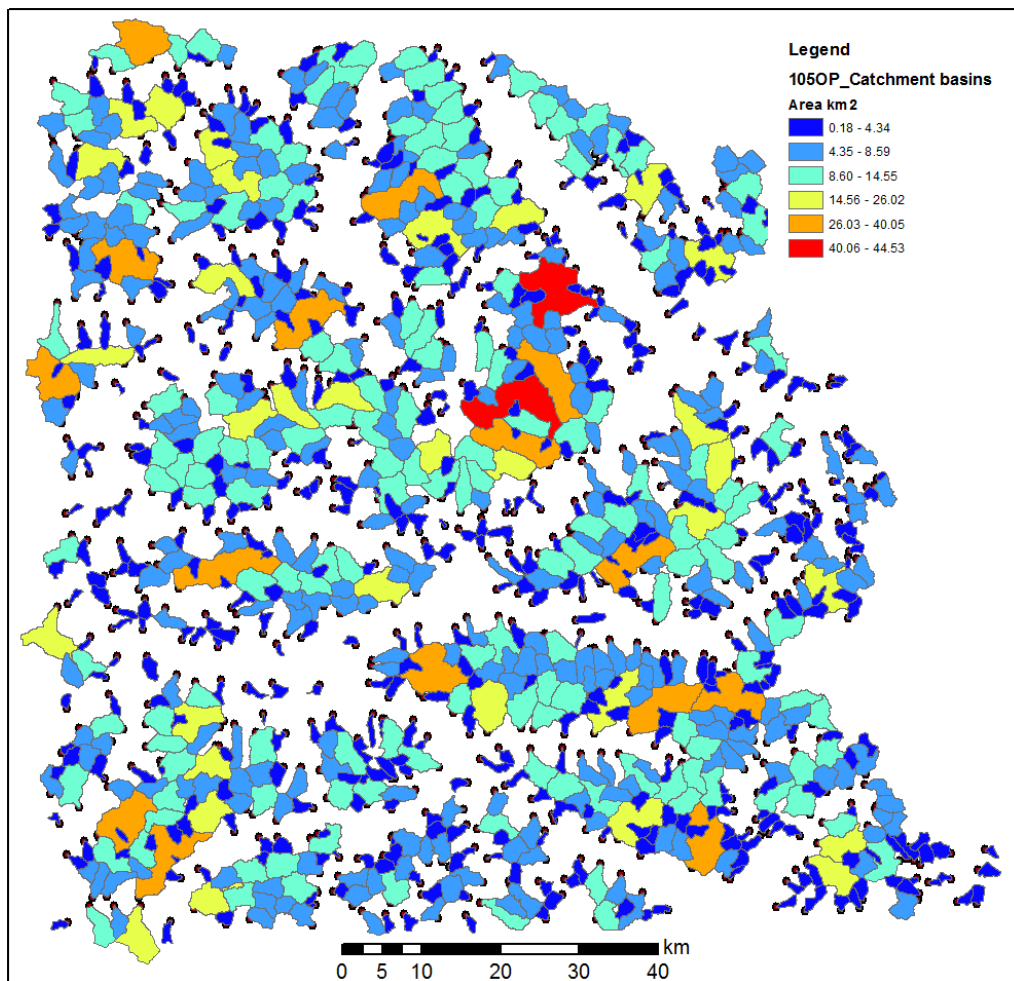 Legend
105OP_Catchment basins
Area km2
0.18 - 4.34
4.35 - 8.59
8.60 - 14.55
14.56 - 26.02
26.03 - 40.05
40.06 - 44.53
km
0 5 10 20 30 40